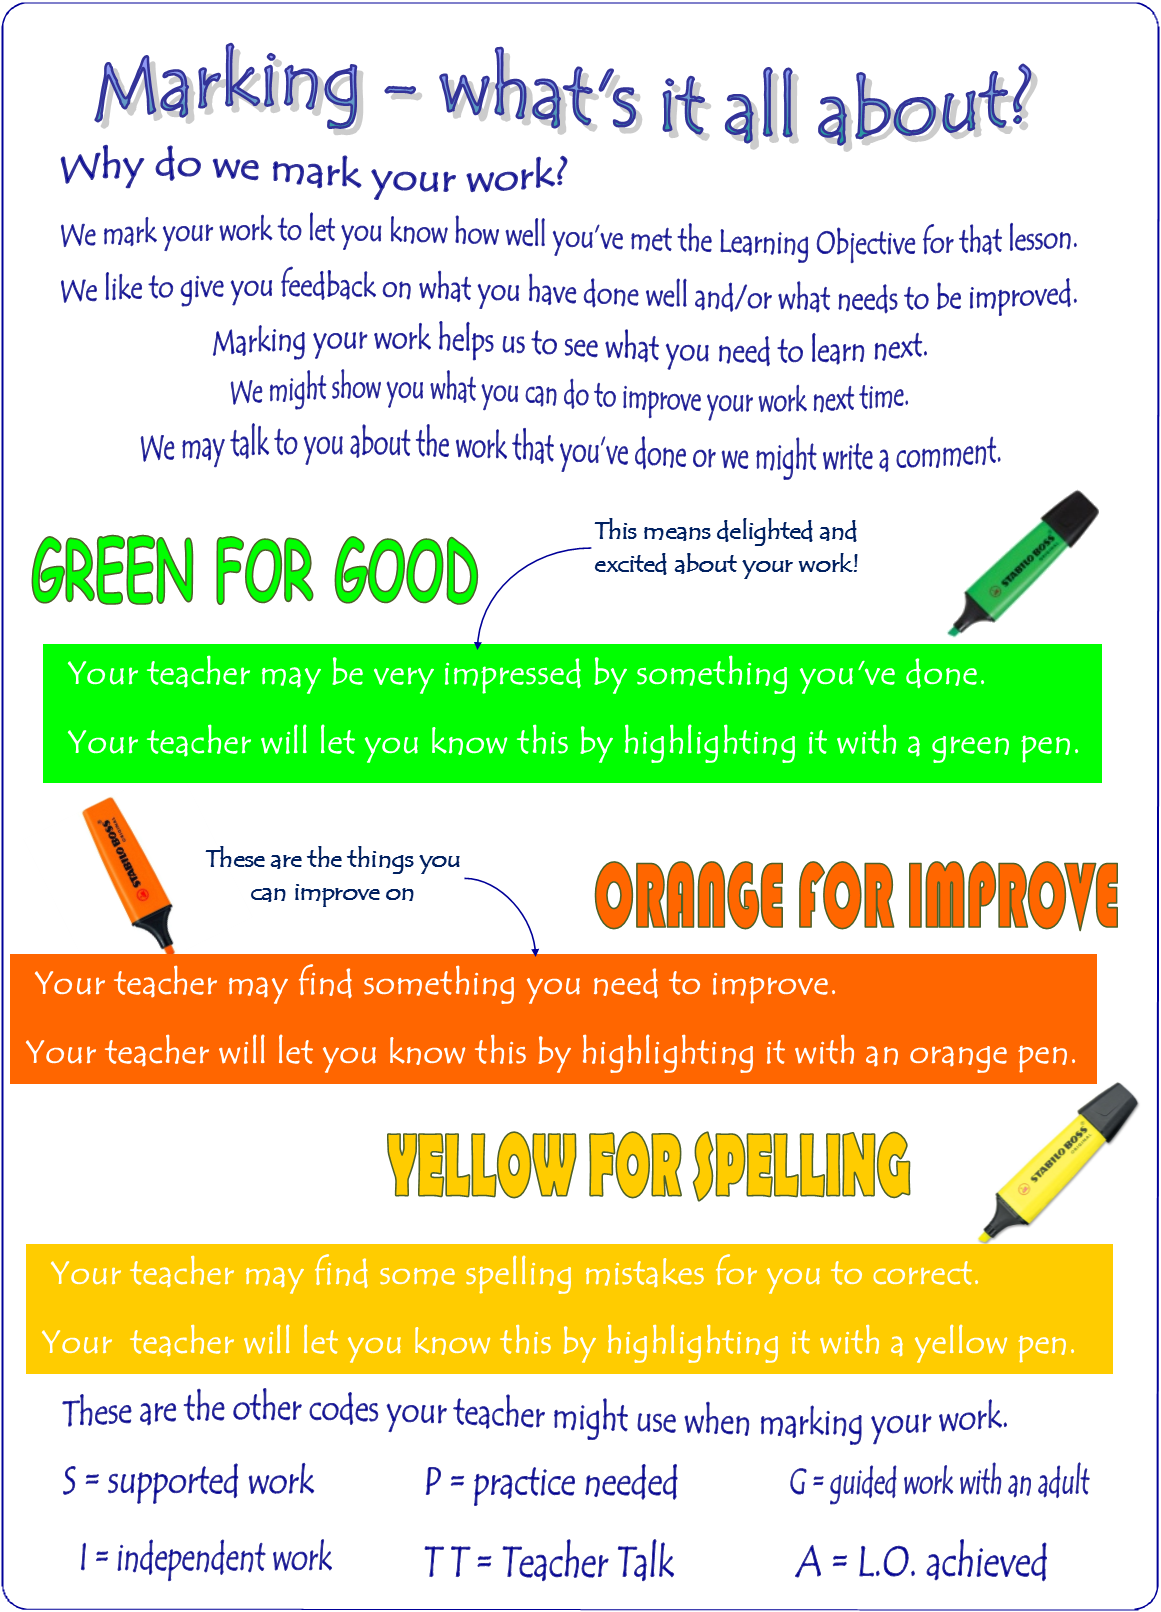 Marking – what's it all about?
Why do we mark your work?
We mark your work to let you know how well you've met the Learning Objective for that lesson.
We like to give you feedback on what you have done well and/or what needs to be improved.
Marking your work helps us to see what you need to learn next.
We might show you what you can do to improve your work next time.
We may talk to you about the work that you've done or we might write a comment.
GREEN FOR GOOD
This means delighted and
excited about your work!
STABILO BOSS
ORIGINAL
Your teacher may be very impressed by something you've done.
Your teacher will let you know this by highlighting it with a green pen.
STABILO BOSS
ORIGINAL
These are the things you
can improve on
ORANGE FOR IMPROVE
Your teacher may find something you need to improve.
Your teacher will let you know this by highlighting it with an orange pen.
YELLOW FOR SPELLING
STABILO BOSS
ORIGINAL
Your teacher may find some spelling mistakes for you to correct.
Your teacher will let you know this by highlighting it with a yellow pen.
These are the other codes your teacher might use when marking your work.
S = supported work
P = practice needed
G = guided work with an adult
I = independent work
T T = Teacher Talk
A = L.O. achieved